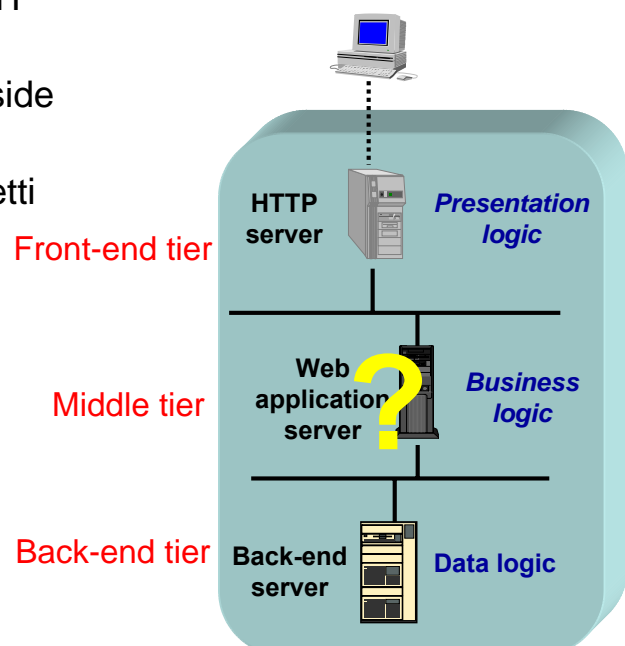 side
etti
HTTP
server
Presentation
logic
Front-end tier
Web
application
server
?
Business
logic
Middle tier
Back-end tier
Back-end
server
Data logic